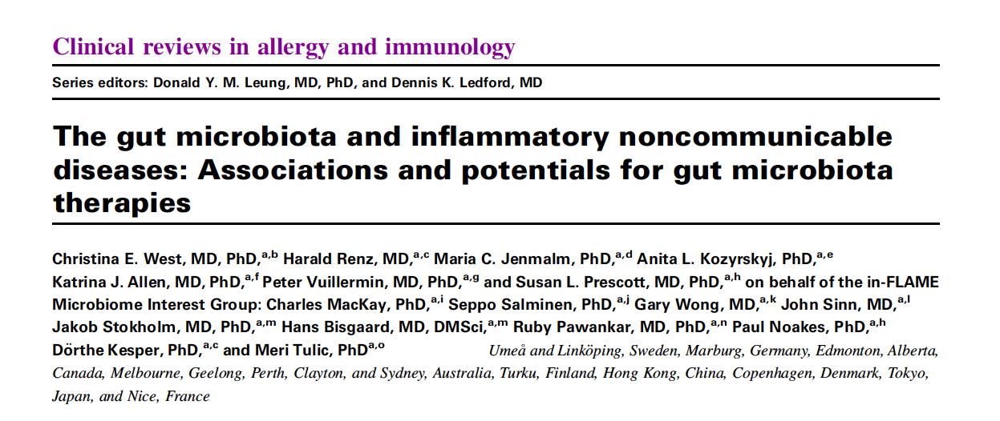 Clinical reviews in allergy and immunology
Series editors: Donald Y. M. Leung, MD, PhD, and Dennis K. Ledford, MD
The gut microbiota and inflammatory noncommunicable
diseases: Associations and potentials for gut microbiota
therapies
Christina E. West, MD, PhD,a,b Harald Renz, MD,a,c Maria C. Jenmalm, PhD,a,d Anita L. Kozyrskyj, PhD,a,e
Katrina J. Allen, MD, PhD,a,f Peter Vuillermin, MD, PhD,a,g and Susan L. Prescott, MD, PhD,a,h on behalf of the in-FLAME
Microbiome Interest Group: Charles MacKay, PhD,a,i Seppo Salminen, PhD,a,j Gary Wong, MD,a,k John Sinn, MD,a,l
Jakob Stokholm, MD, PhD,a,m Hans Bisgaard, MD, DMSci,a,m Ruby Pawankar, MD, PhD,a,n Paul Noakes, PhD,a,h
Dörthe Kesper, PhD,a,c and Meri Tulic, PhDa,o Umeå and Linköping, Sweden, Marburg, Germany, Edmonton, Alberta,
Canada, Melbourne, Geelong, Perth, Clayton, and Sydney, Australia, Turku, Finland, Hong Kong, China, Copenhagen, Denmark, Tokyo,
Japan, and Nice, France